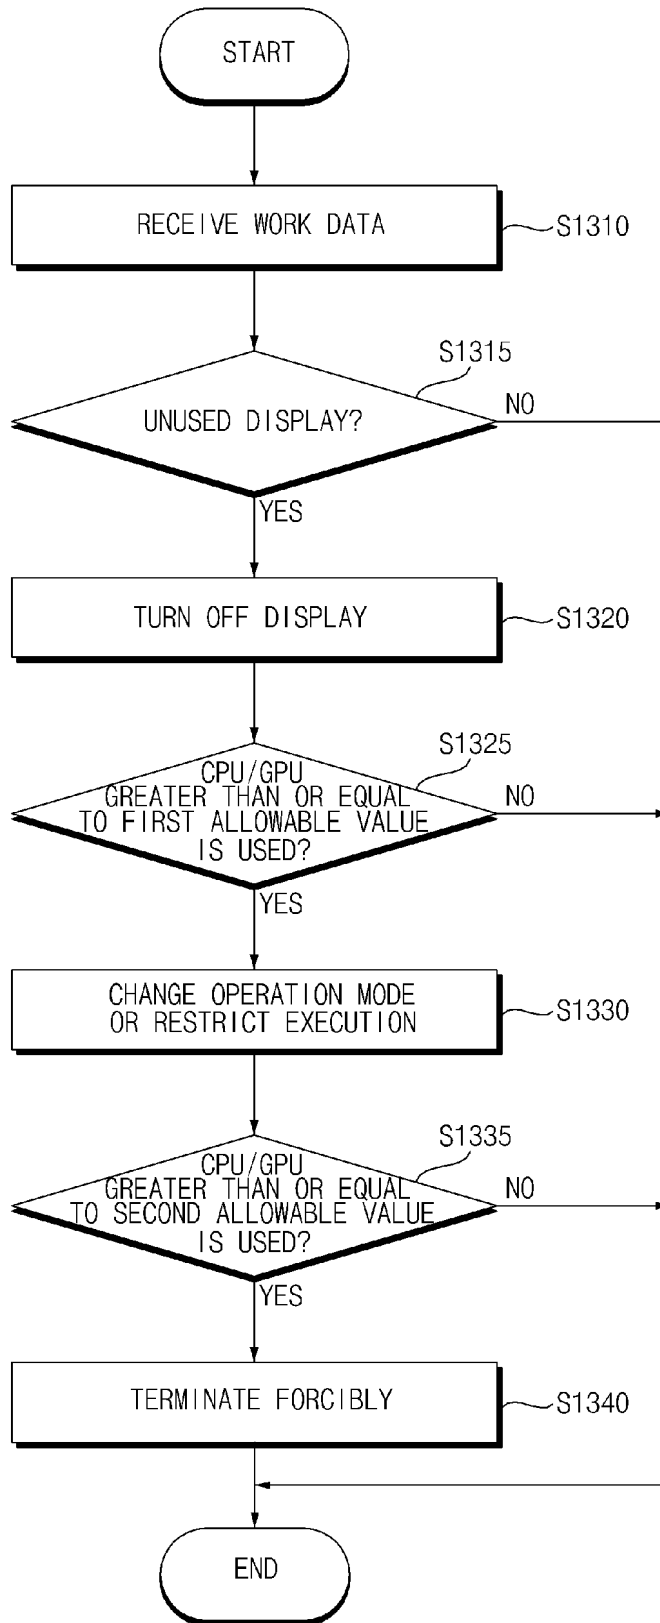 START
RECEIVE WORK DATA
S1310
S1315
UNUSED DISPLAY?
NO
YES
TURN OFF DISPLAY
S1320
S1325
CPU/GPU
GREATER THAN OR EQUAL
TO FIRST ALLOWABLE VALUE
IS USED?
NO
YES
CHANGE OPERATION MODE
OR RESTRICT EXECUTION
S1330
S1335
CPU/GPU
GREATER THAN OR EQUAL
TO SECOND ALLOWABLE VALUE
IS USED?
NO
YES
TERMINATE FORCIBLY
S1340
END